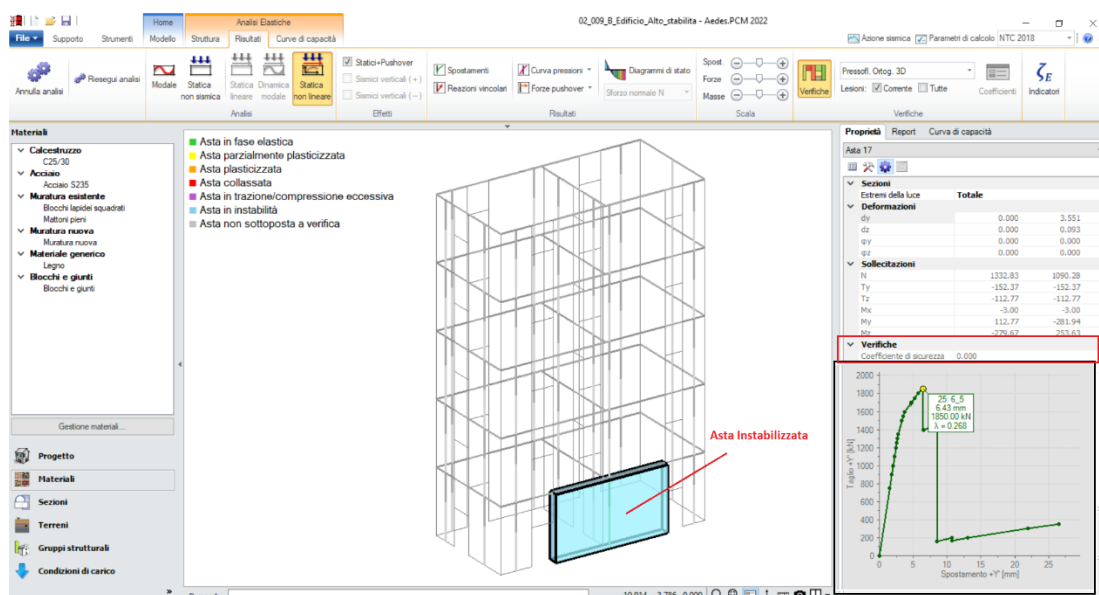 02_009_B_Edificio_Alto_stabilita - Aedes.PCM 2022
Home
Analisi Elastiche
File
Supporto
Strumenti
Modello
Struttura
Risultati
Curve di capacità
Azione sismica
Parametri di calcolo
NTC 2018
Annulla analisi
Riesegui analisi
Modale
Statica non sismica
Statica lineare
Dinamica modale
Statica non lineare
Analisi
Statici+Pushover
Sismici verticali (+)
Sismici verticali (−)
Effetti
Spostamenti
Reazioni vincolari
Curva pressioni
Forze pushover
Diagrammi di stato
Sforzo normale N
Risultati
Spost.
Forze
Masse
Scala
Verifiche
Pressofl. Ortog. 3D
Lesioni:
Corrente
Tutte
Coefficienti
Verifiche
ζE
Indicatori
Materiali
Calcestruzzo
C25/30
Acciaio
Acciaio S235
Muratura esistente
Blocchi lapidei squadrati
Mattoni pieni
Muratura nuova
Muratura nuova
Materiale generico
Legno
Blocchi e giunti
Blocchi e giunti
Gestione materiali...
Progetto
Materiali
Sezioni
Terreni
Gruppi strutturali
Condizioni di carico
»
Asta in fase elastica
Asta parzialmente plasticizzata
Asta plasticizzata
Asta collassata
Asta in trazione/compressione eccessiva
Asta in instabilità
Asta non sottoposta a verifica
Asta Instabilizzata
Proprietà
Report
Curva di capacità
Asta 17
Sezioni
Estremi della luce Totale
Deformazioni
dy 0.000 3.551
dz 0.000 0.093
φy 0.000 0.000
φz 0.000 0.000
Sollecitazioni
N 1332.83 1090.28
Ty -152.37 -152.37
Tz -112.77 -112.77
Mx -3.00 -3.00
My 112.77 -281.94
Mz -279.67 253.63
Verifiche
Coefficiente di sicurezza 0.000
2000
1800
1600
1400
1200
1000
800
600
400
200
0
Taglio +Y' [kN]
25. 6_5
6.43 mm
1850.00 kN
λ = 0.268
0 5 10 15 20 25
Spostamento +Y' [mm]